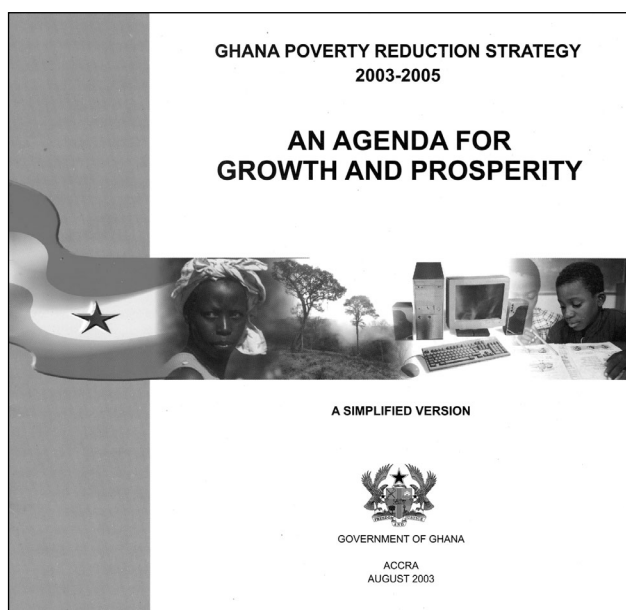 GHANA POVERTY REDUCTION STRATEGY
2003-2005
AN AGENDA FOR
GROWTH AND PROSPERITY
A SIMPLIFIED VERSION
GOVERNMENT OF GHANA
ACCRA
AUGUST 2003